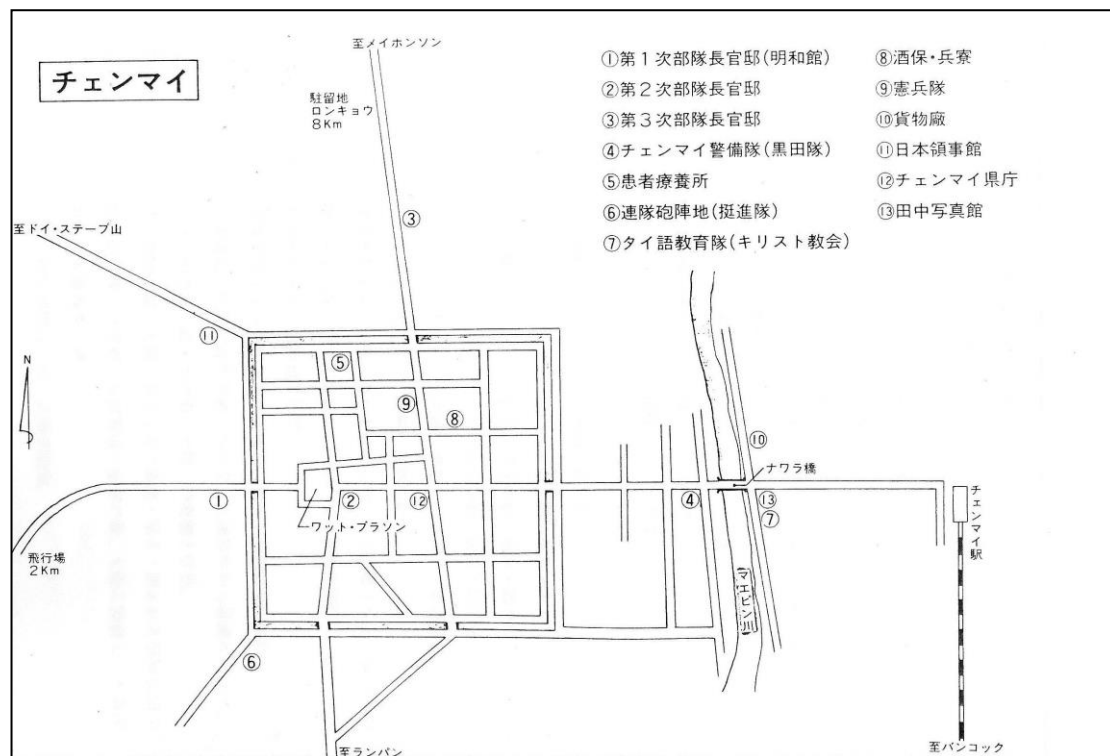 チェンマイ
至メイホンソン
駐留地
ロンキョウ
8Km
①第1次部隊長官邸(明和館)
②第2次部隊長官邸
③第3次部隊長官邸
④チェンマイ警備隊(黒田隊)
⑤患者療養所
⑥連隊砲陣地(挺進隊)
⑦タイ語教育隊(キリスト教会)
⑧酒保・兵寮
⑨憲兵隊
⑩貨物廠
⑪日本領事館
⑫チェンマイ県庁
⑬田中写真館
③
至ドイ・ステープ山
⑪
N
⑤
⑨
⑧
⑩
ナワラ橋
①
②
⑫
④
⑬
⑦
ワット・プラソン
チェンマイ駅
飛行場
2Km
マエピン川
⑥
至ランパン
至バンコック